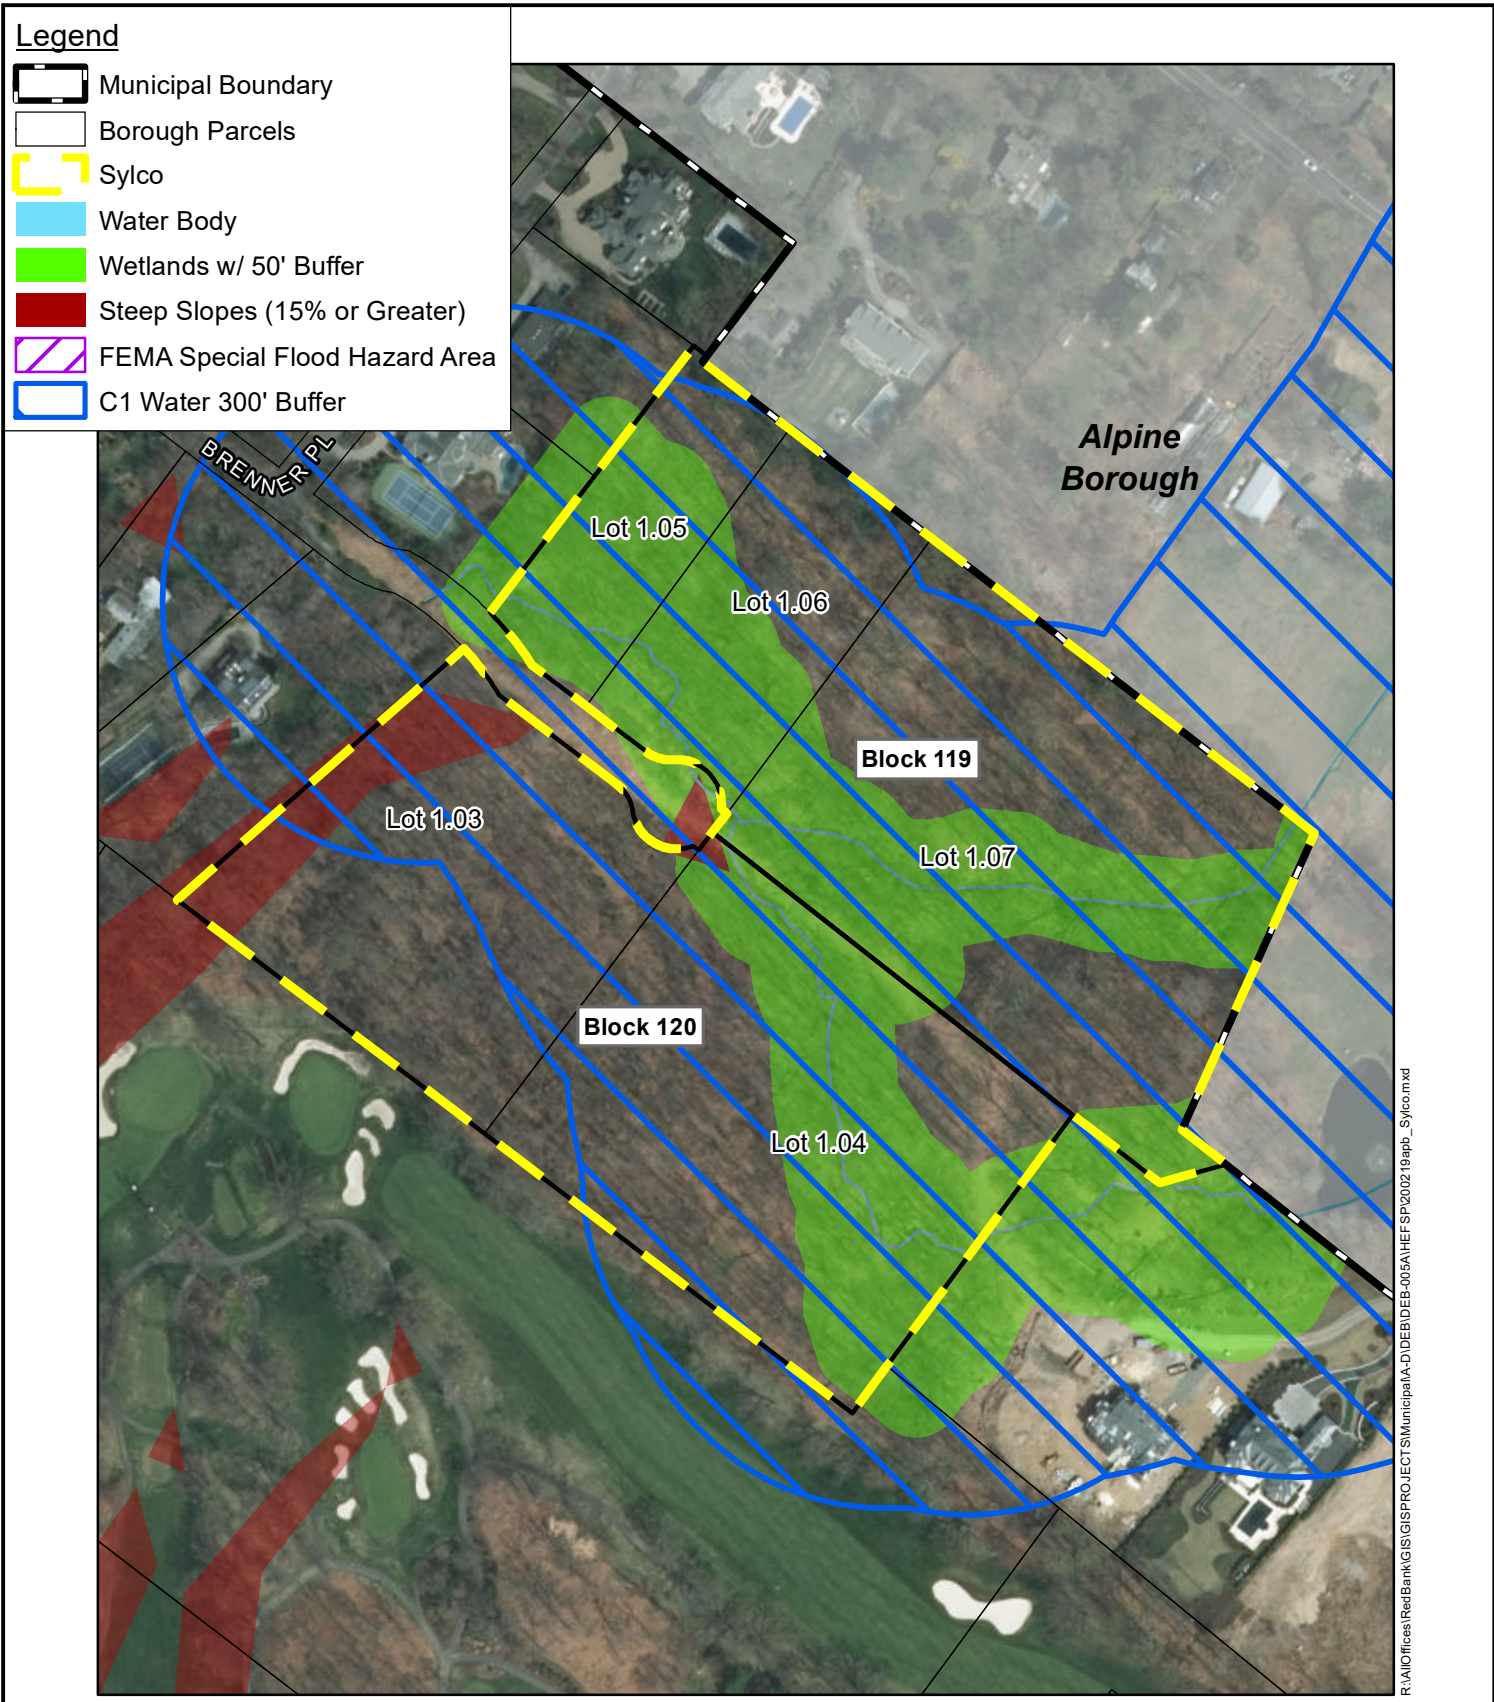 Legend
Municipal Boundary
Borough Parcels
Sylco
Water Body
Wetlands w/ 50' Buffer
Steep Slopes (15% or Greater)
FEMA Special Flood Hazard Area
C1 Water 300' Buffer
BRENNER PL
Alpine
Borough
Lot 1.05
Lot 1.06
Block 119
Lot 1.03
Lot 1.07
Block 120
Lot 1.04
R:\AllOffices\RedBank\GIS\GISPROJECTS\Municipal\A-D\DEB\DEB-005A\HEFSP\200219apb_Sylco.mxd